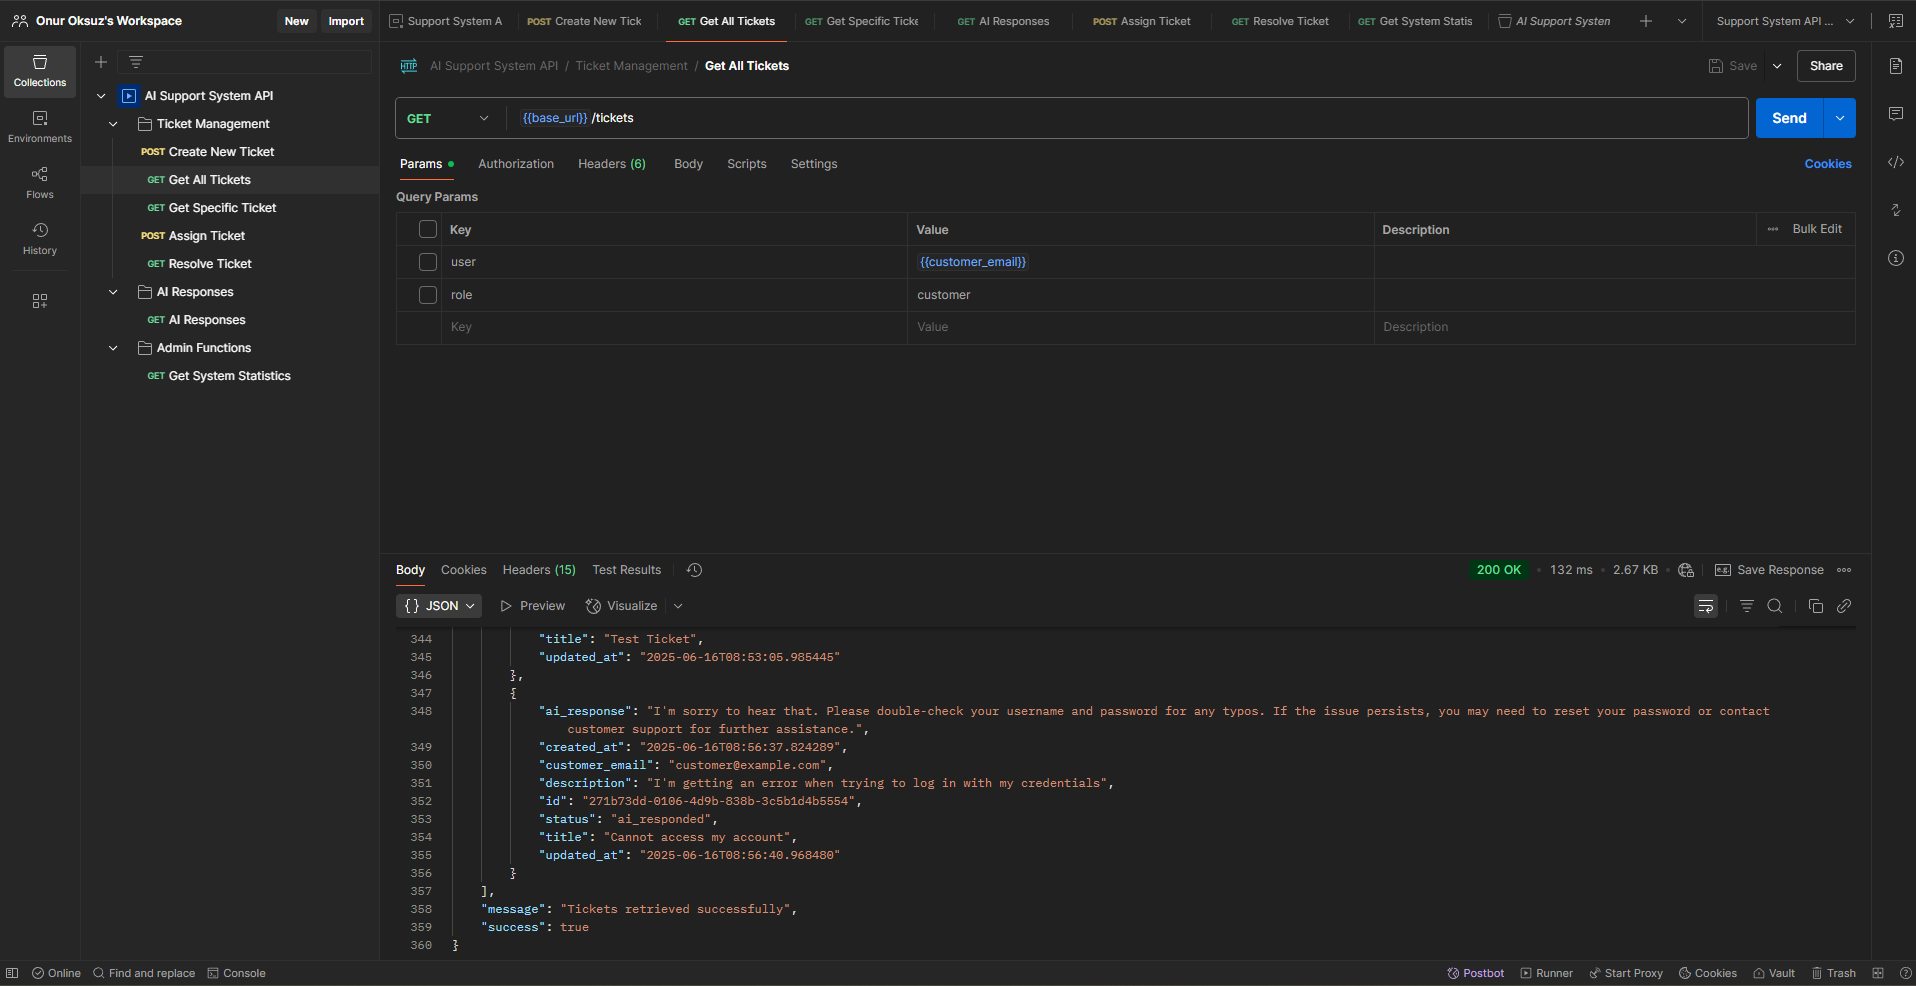 Onur Oksuz's Workspace
New
Import
Support System A
POST Create New Tick
GET Get All Tickets
GET Get Specific Ticke
GET AI Responses
POST Assign Ticket
GET Resolve Ticket
GET Get System Statis
AI Support System
Support System API ...
Collections
Environments
Flows
History
AI Support System API
Ticket Management
POST Create New Ticket
GET Get All Tickets
GET Get Specific Ticket
POST Assign Ticket
GET Resolve Ticket
AI Responses
GET AI Responses
Admin Functions
GET Get System Statistics
HTTP AI Support System API / Ticket Management / Get All Tickets
Save
Share
GET
{{base_url}} /tickets
Send
Params
Authorization
Headers (6)
Body
Scripts
Settings
Cookies
Query Params
Key Value Description Bulk Edit
user {{customer_email}}
role customer
Key Value Description
Body Cookies Headers (15) Test Results
200 OK 132 ms 2.67 KB e.g. Save Response
{} JSON Preview Visualize
344 "title": "Test Ticket",
345 "updated_at": "2025-06-16T08:53:05.985445"
346 },
347 {
348 "ai_response": "I'm sorry to hear that. Please double-check your username and password for any typos. If the issue persists, you may need to reset your password or contact
customer support for further assistance.",
349 "created_at": "2025-06-16T08:56:37.824289",
350 "customer_email": "customer@example.com",
351 "description": "I'm getting an error when trying to log in with my credentials",
352 "id": "271b73dd-0106-4d9b-838b-3c5b1d4b5554",
353 "status": "ai_responded",
354 "title": "Cannot access my account",
355 "updated_at": "2025-06-16T08:56:40.968480"
356 }
357 ],
358 "message": "Tickets retrieved successfully",
359 "success": true
360 }
Online
Find and replace
Console
Postbot
Runner
Start Proxy
Cookies
Vault
Trash